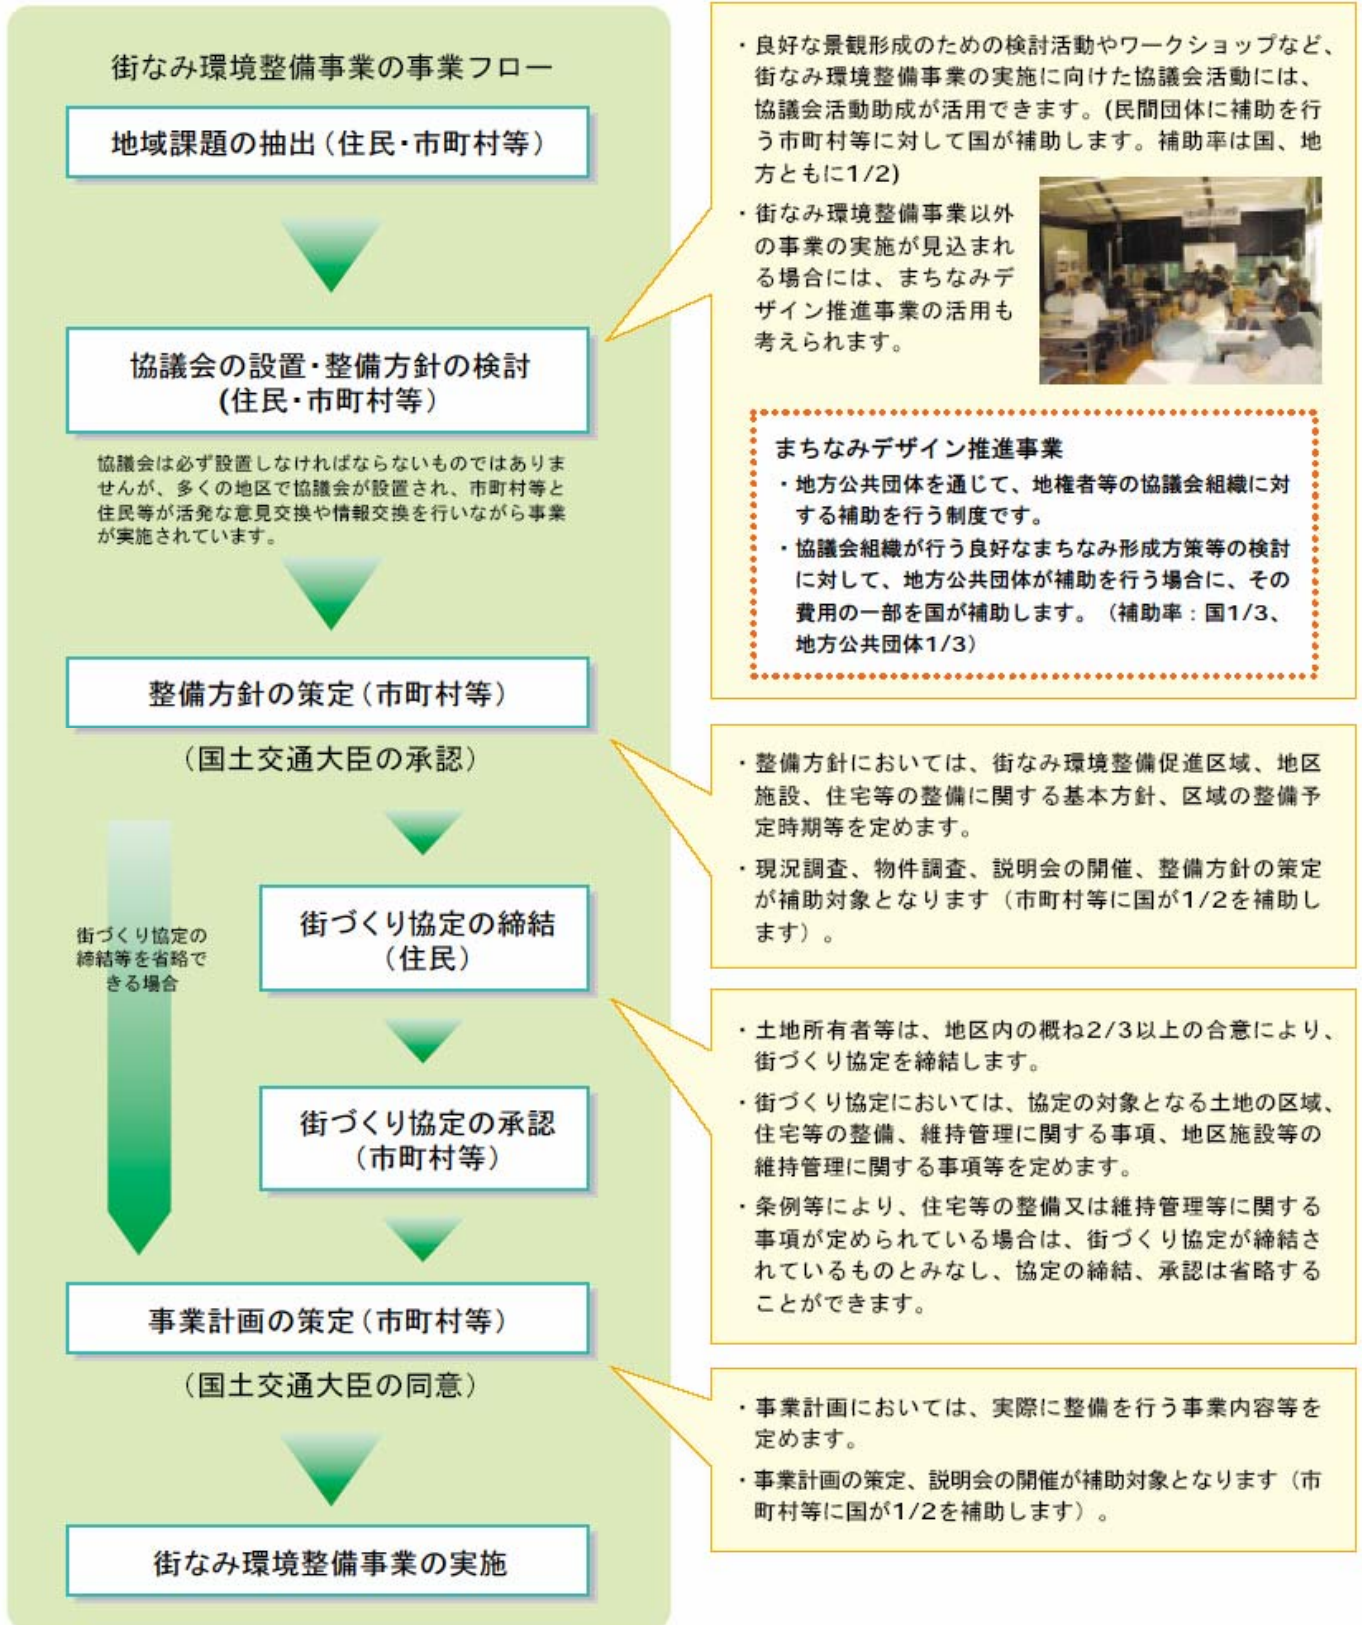 街なみ環境整備事業の事業フロー
地域課題の抽出(住民・市町村等)
協議会の設置・整備方針の検討
(住民・市町村等)
協議会は必ず設置しなければならないものではありま
せんが、多くの地区で協議会が設置され、市町村等と
住民等が活発な意見交換や情報交換を行いながら事業
が実施されています。
整備方針の策定(市町村等)
(国土交通大臣の承認)
街づくり協定の
締結等を省略で
きる場合
街づくり協定の締結
(住民)
街づくり協定の承認
(市町村等)
事業計画の策定(市町村等)
(国土交通大臣の同意)
街なみ環境整備事業の実施
・良好な景観形成のための検討活動やワークショップなど、
街なみ環境整備事業の実施に向けた協議会活動には、
協議会活動助成が活用できます。(民間団体に補助を行
う市町村等に対して国が補助します。補助率は国、地
方ともに1/2)
・街なみ環境整備事業以外
の事業の実施が見込まれ
る場合には、まちなみデ
ザイン推進事業の活用も
考えられます。
まちなみデザイン推進事業
・地方公共団体を通じて、地権者等の協議会組織に対
する補助を行う制度です。
・協議会組織が行う良好なまちなみ形成方策等の検討
に対して、地方公共団体が補助を行う場合に、その
費用の一部を国が補助します。(補助率:国1/3、
地方公共団体1/3)
・整備方針においては、街なみ環境整備促進区域、地区
施設、住宅等の整備に関する基本方針、区域の整備予
定時期等を定めます。
・現況調査、物件調査、説明会の開催、整備方針の策定
が補助対象となります(市町村等に国が1/2を補助し
ます)。
・土地所有者等は、地区内の概ね2/3以上の合意により、
街づくり協定を締結します。
・街づくり協定においては、協定の対象となる土地の区域、
住宅等の整備、維持管理に関する事項、地区施設等の
維持管理に関する事項等を定めます。
・条例等により、住宅等の整備又は維持管理等に関する
事項が定められている場合は、街づくり協定が締結さ
れているものとみなし、協定の締結、承認は省略する
ことができます。
・事業計画においては、実際に整備を行う事業内容等を
定めます。
・事業計画の策定、説明会の開催が補助対象となります(市
町村等に国が1/2を補助します)。